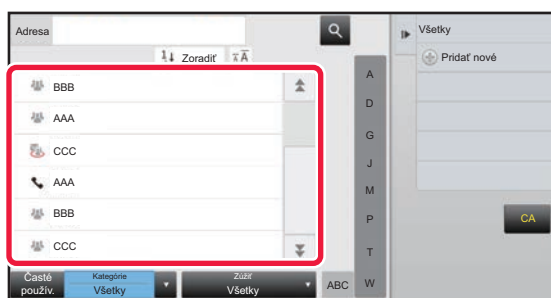 Adresa
Zoradiť
BBB
AAA
CCC
AAA
BBB
CCC
A
D
G
J
M
P
T
W
Časté použív.
Kategórie
Všetky
Zúžiť
Všetky
ABC
Všetky
Pridať nové
CA